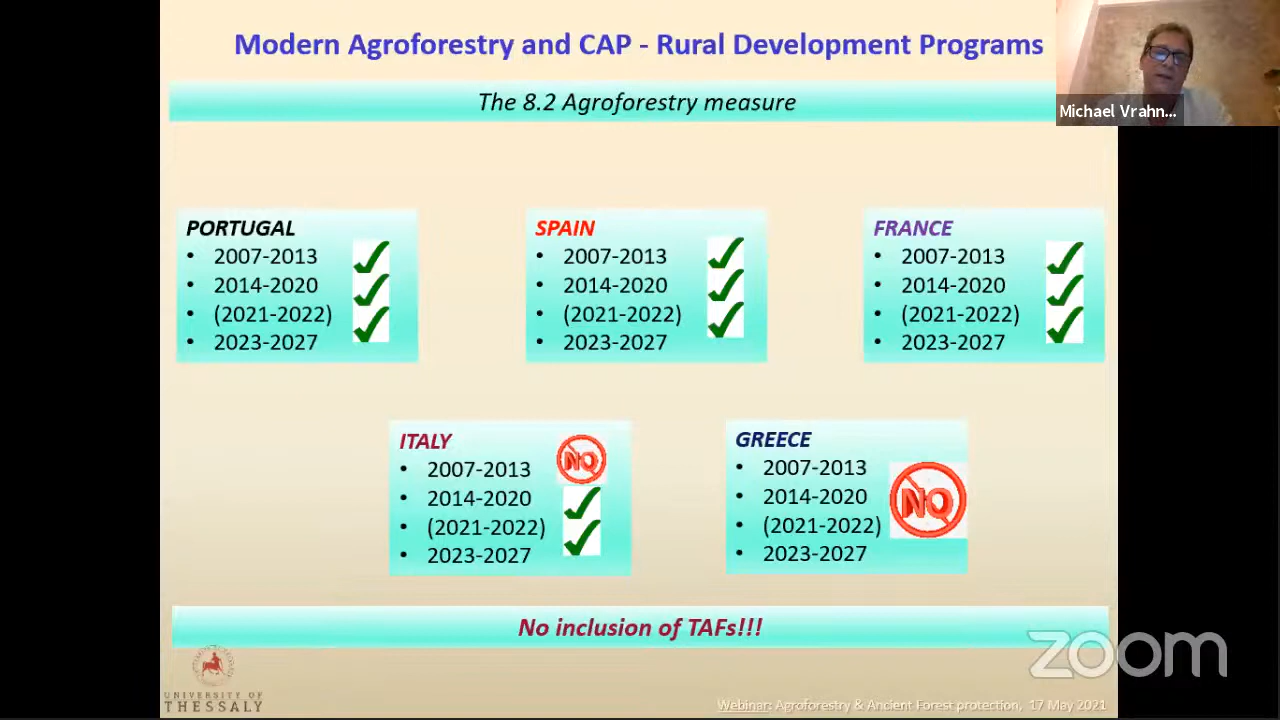 Modern Agroforestry and CAP - Rural Development Programs
The 8.2 Agroforestry measure
Michael Vrahn...
PORTUGAL
• 2007-2013
• 2014-2020
• (2021-2022)
• 2023-2027
SPAIN
• 2007-2013
• 2014-2020
• (2021-2022)
• 2023-2027
FRANCE
• 2007-2013
• 2014-2020
• (2021-2022)
• 2023-2027
ITALY
• 2007-2013
• 2014-2020
• (2021-2022)
• 2023-2027
NO
GREECE
• 2007-2013
• 2014-2020
• (2021-2022)
• 2023-2027
NO
No inclusion of TAFs!!!
zoom
UNIVERSITY OF
THESSALY
Webinar: Agroforestry & Ancient Forest protection, 17 May 2021